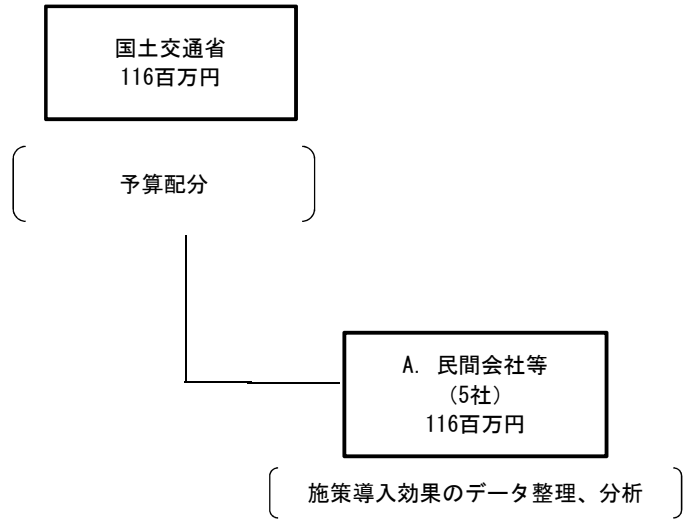 国土交通省
116百万円
予算配分
A. 民間会社等
（5社）
116百万円
施策導入効果のデータ整理、分析